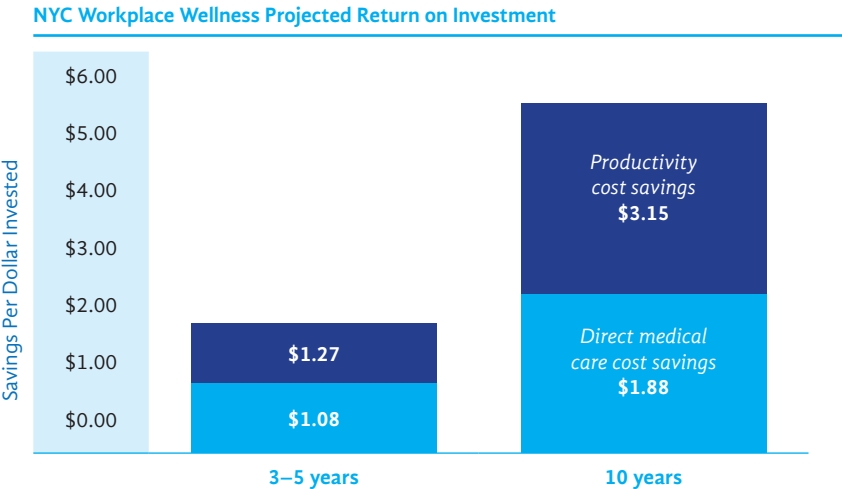 NYC Workplace Wellness Projected Return on Investment
Savings Per Dollar Invested
$6.00
$5.00
$4.00
$3.00
$2.00
$1.00
$0.00
$1.27
$1.08
Productivity
cost savings
$3.15
Direct medical
care cost savings
$1.88
3–5 years
10 years